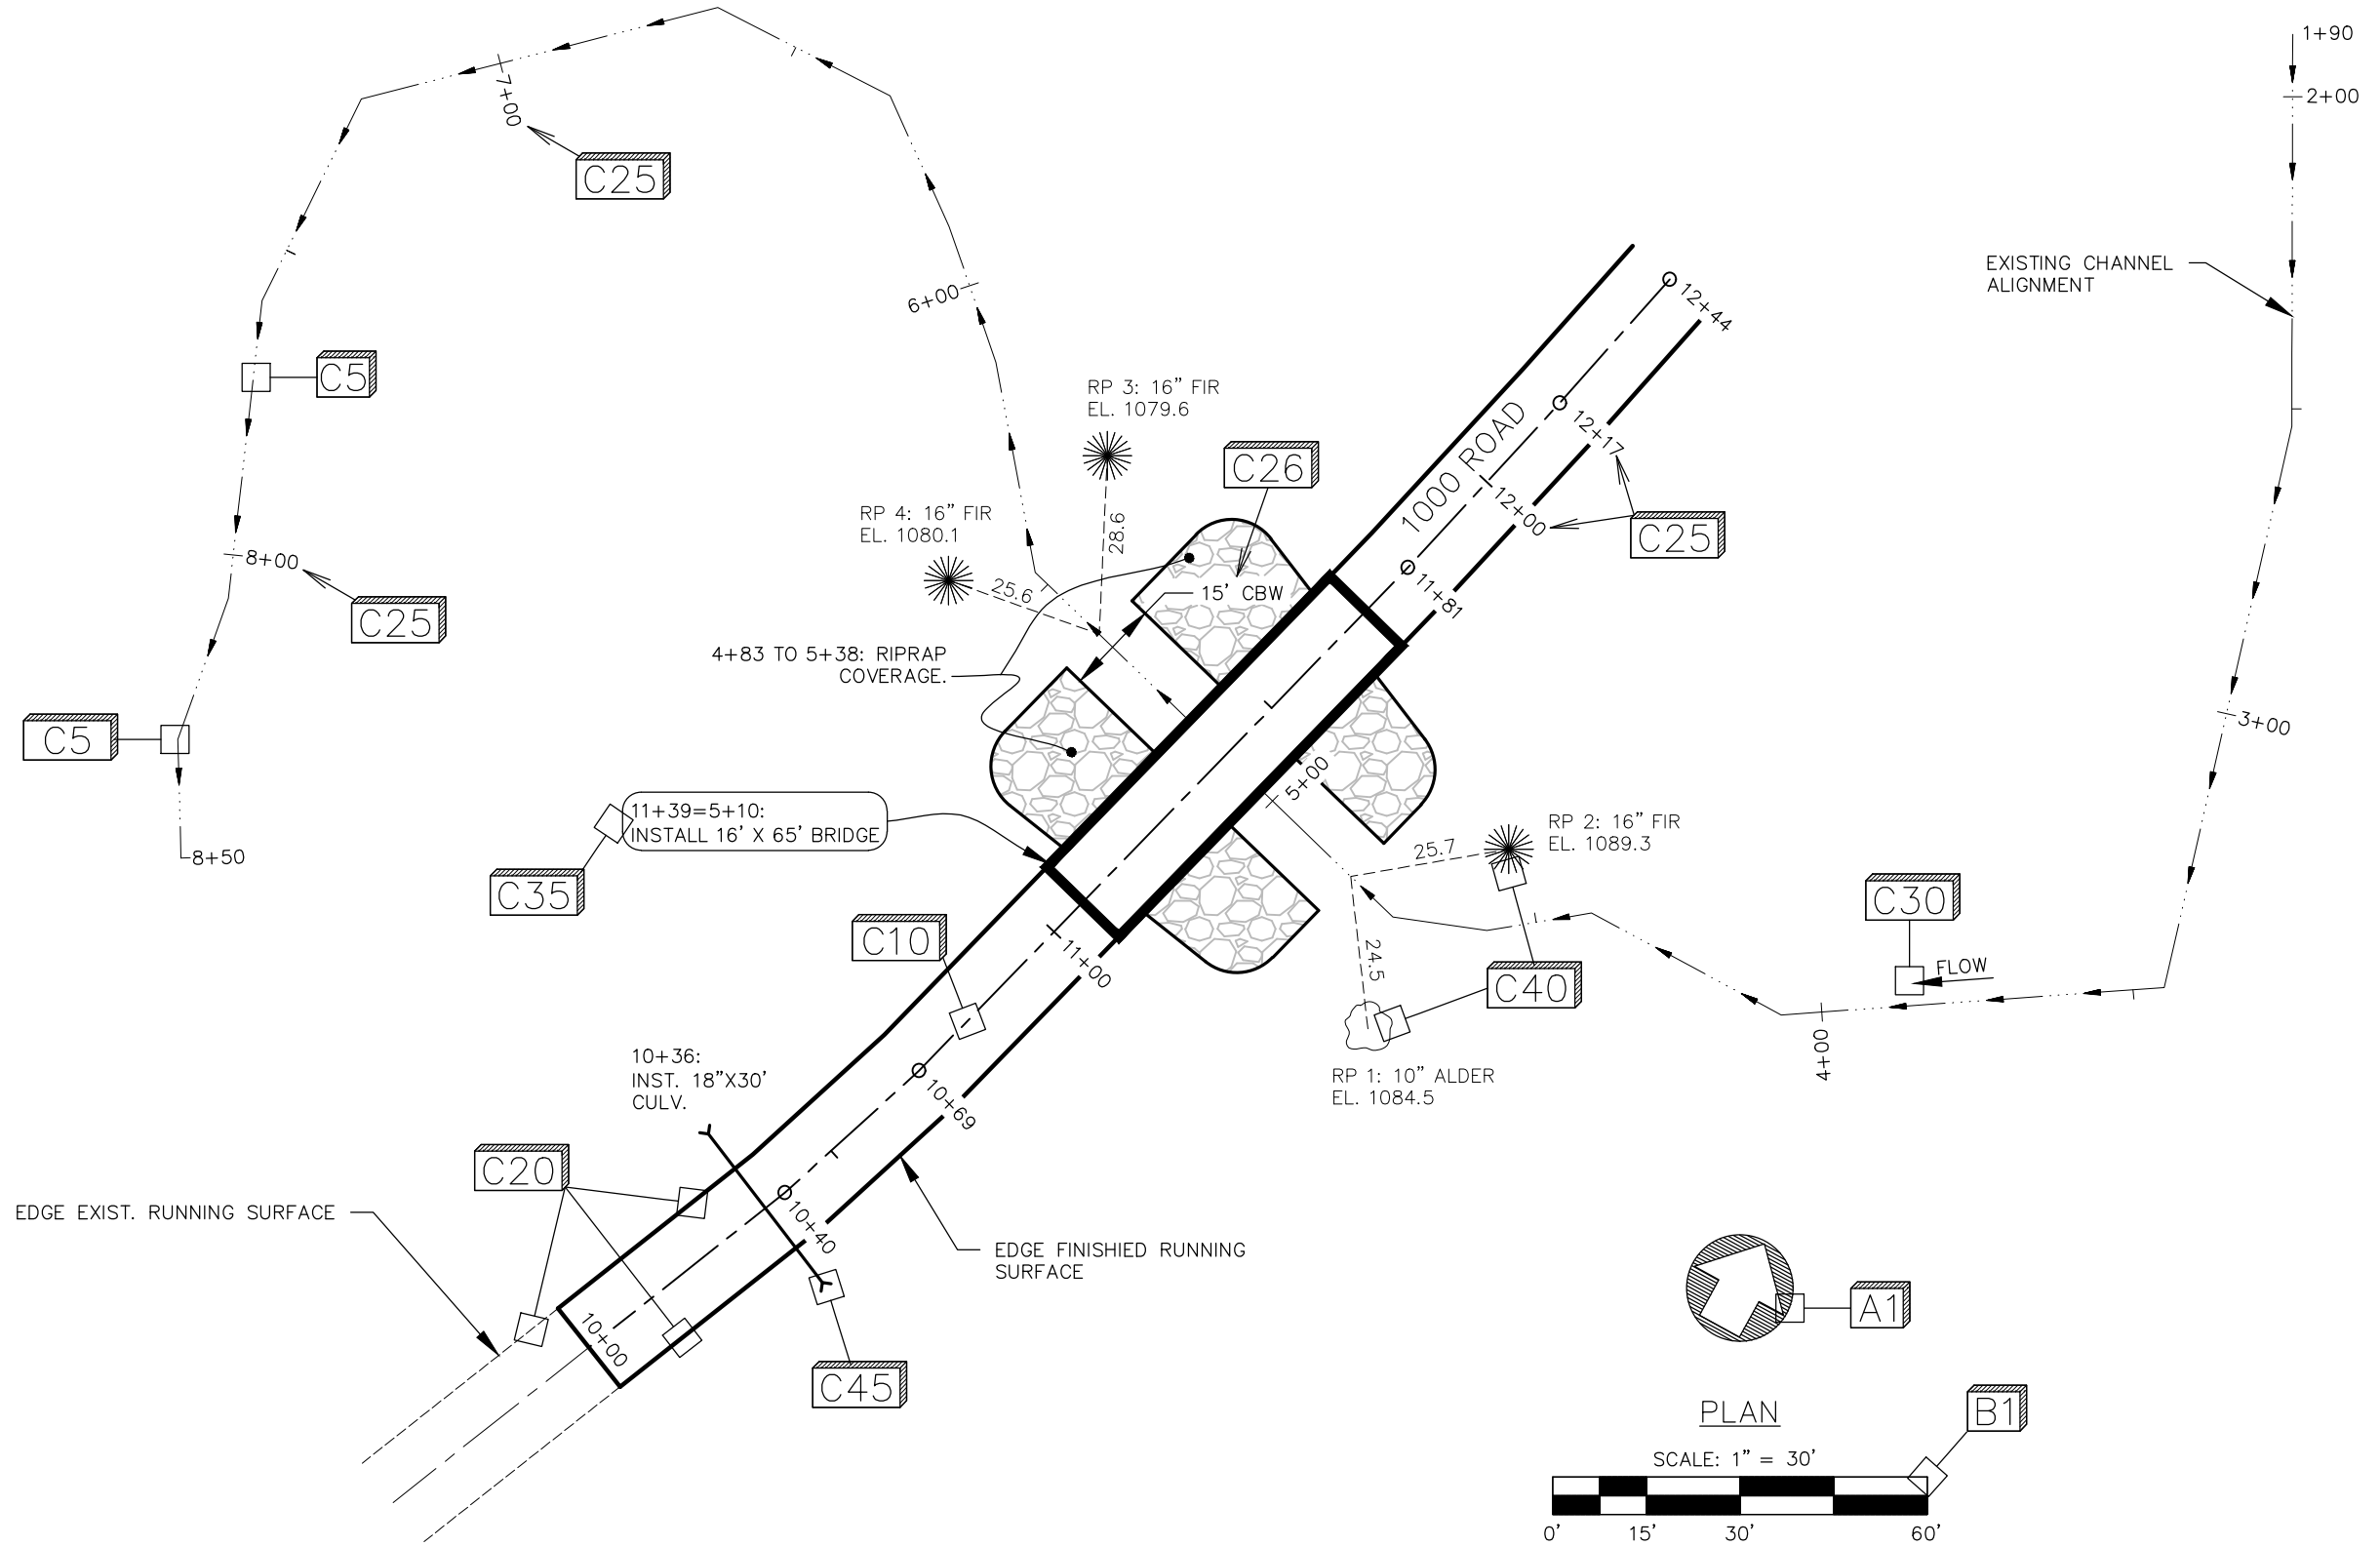 1+90
2+00
7+00
C25
EXISTING CHANNEL
ALIGNMENT
6+00
12+44
C5
RP 3: 16" FIR
EL. 1079.6
1000 ROAD
12+17
C26
RP 4: 16" FIR
EL. 1080.1
28.6
12+00
C25
8+00
25.6
15' CBW
11+81
C25
4+83 TO 5+38: RIPRAP
COVERAGE.
3+00
C5
5+00
11+39=5+10:
INSTALL 16' X 65' BRIDGE
8+50
25.7
RP 2: 16" FIR
EL. 1089.3
C35
C30
C10
11+00
24.5
C40
FLOW
4+00
10+36:
INST. 18"X30'
CULV.
10+69
RP 1: 10" ALDER
EL. 1084.5
C20
EDGE EXIST. RUNNING SURFACE
10+40
EDGE FINISHIED RUNNING
SURFACE
10+00
A1
C45
PLAN
B1
SCALE: 1" = 30'
0' 15' 30' 60'